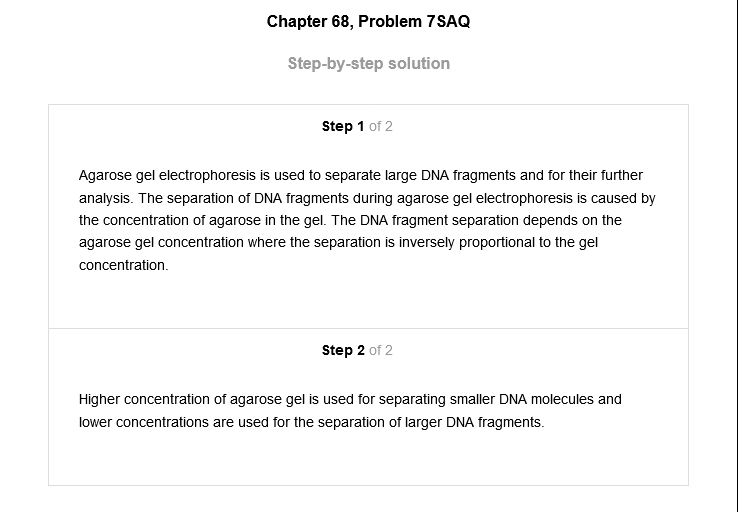 Chapter 68, Problem 7SAQ
Step-by-step solution
Step 1 of 2
Agarose gel electrophoresis is used to separate large DNA fragments and for their further
analysis. The separation of DNA fragments during agarose gel electrophoresis is caused by
the concentration of agarose in the gel. The DNA fragment separation depends on the
agarose gel concentration where the separation is inversely proportional to the gel
concentration.
Step 2 of 2
Higher concentration of agarose gel is used for separating smaller DNA molecules and
lower concentrations are used for the separation of larger DNA fragments.